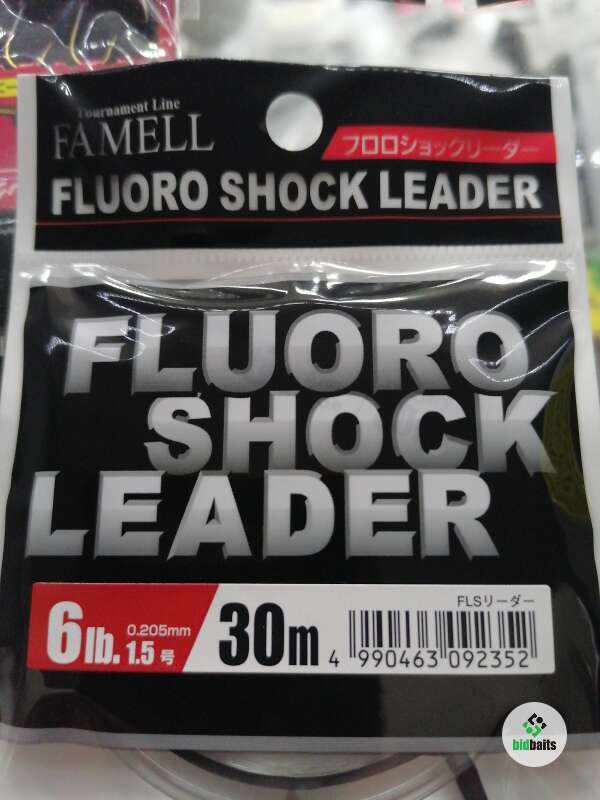 Tournament Line
FAMELL
フロロショックリーダー
FLUORO SHOCK LEADER
FLUORO
SHOCK
LEADER
FLSリーダー
6lb. 0.205mm 1.5号 30m
4 990463 092352
bidbaits